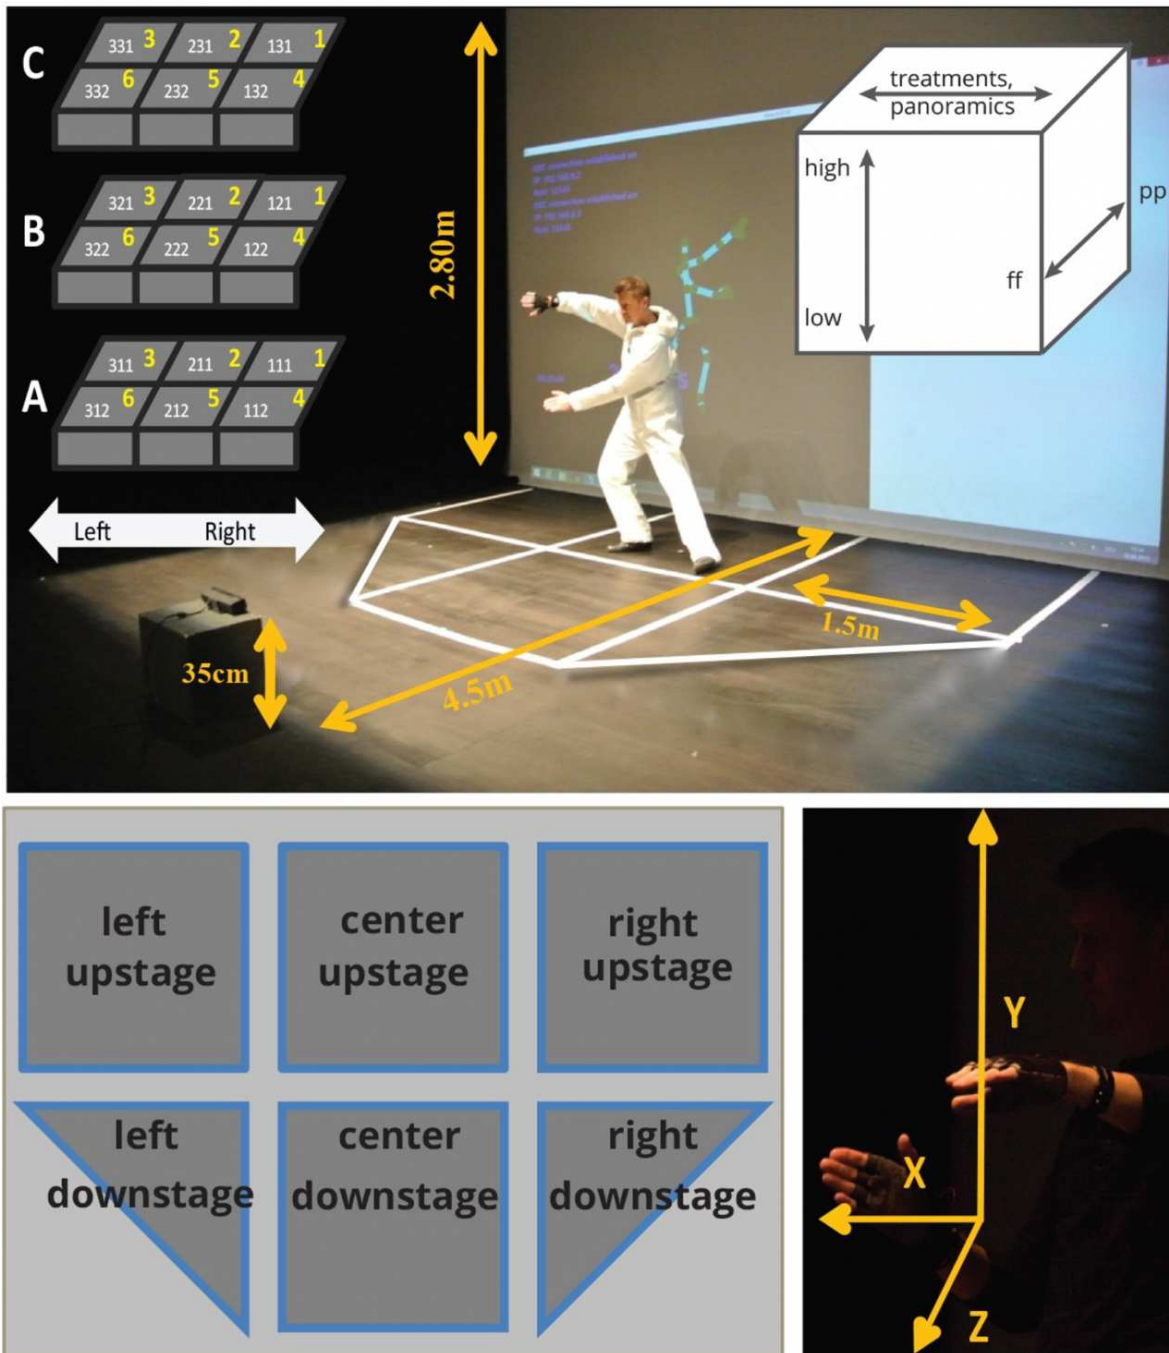 C
331 3 231 2 131 1
332 6 232 5 132 4
B
321 3 221 2 121 1
322 6 222 5 122 4
A
311 3 211 2 111 1
312 6 212 5 112 4
Left Right
2.80m
35cm
4.5m
1.5m
treatments,
panoramics
high
low
pp
ff
left
upstage
center
upstage
right
upstage
left
downstage
center
downstage
right
downstage
Y
X
Z